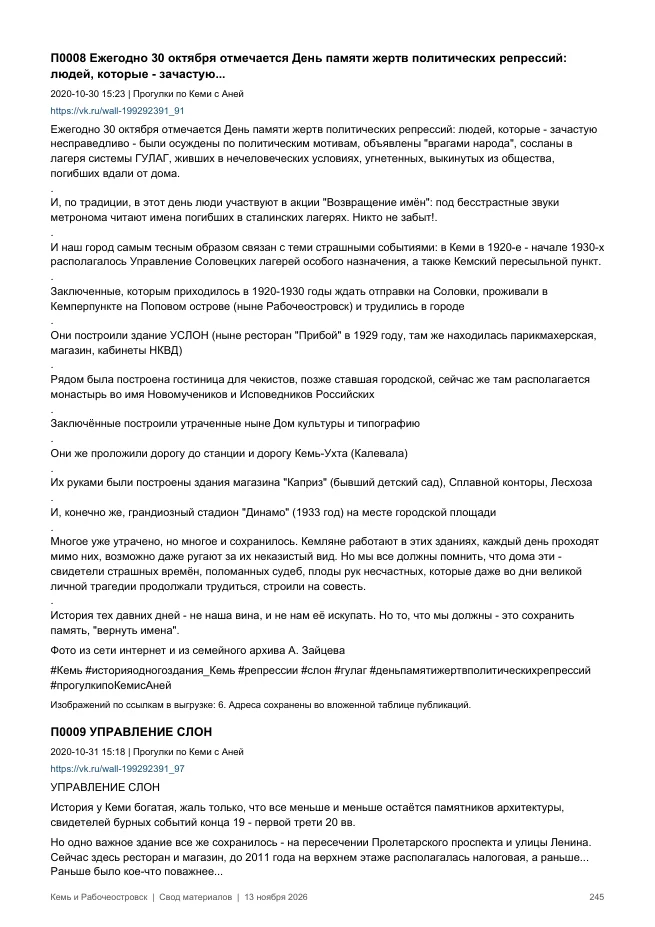 П0008 Ежегодно 30 октября отмечается День памяти жертв политических репрессий:
людей, которые - зачастую...
2020-10-30 15:23 | Прогулки по Кеми с Аней
https://vk.ru/wall-199292391_91
Ежегодно 30 октября отмечается День памяти жертв политических репрессий: людей, которые - зачастую
несправедливо - были осуждены по политическим мотивам, объявлены "врагами народа", сосланы в
лагеря системы ГУЛАГ, живших в нечеловеческих условиях, угнетенных, выкинутых из общества,
погибших вдали от дома.
.
И, по традиции, в этот день люди участвуют в акции "Возвращение имён": под бесстрастные звуки
метронома читают имена погибших в сталинских лагерях. Никто не забыт!.
.
И наш город самым тесным образом связан с теми страшными событиями: в Кеми в 1920-е - начале 1930-х
располагалось Управление Соловецких лагерей особого назначения, а также Кемский пересыльной пункт.
.
Заключенные, которым приходилось в 1920-1930 годы ждать отправки на Соловки, проживали в
Кемперпункте на Поповом острове (ныне Рабочеостровск) и трудились в городе
.
Они построили здание УСЛОН (ныне ресторан "Прибой" в 1929 году, там же находилась парикмахерская,
магазин, кабинеты НКВД)
.
Рядом была построена гостиница для чекистов, позже ставшая городской, сейчас же там располагается
монастырь во имя Новомучеников и Исповедников Российских
.
Заключённые построили утраченные ныне Дом культуры и типографию
.
Они же проложили дорогу до станции и дорогу Кемь-Ухта (Калевала)
.
Их руками были построены здания магазина "Каприз" (бывший детский сад), Сплавной конторы, Лесхоза
.
И, конечно же, грандиозный стадион "Динамо" (1933 год) на месте городской площади
.
Многое уже утрачено, но многое и сохранилось. Кемляне работают в этих зданиях, каждый день проходят
мимо них, возможно даже ругают за их неказистый вид. Но мы все должны помнить, что дома эти -
свидетели страшных времён, поломанных судеб, плоды рук несчастных, которые даже во дни великой
личной трагедии продолжали трудиться, строили на совесть.
.
История тех давних дней - не наша вина, и не нам её искупать. Но то, что мы должны - это сохранить
память, "вернуть имена".
Фото из сети интернет и из семейного архива А. Зайцева
#Кемь #историяодногоздания_Кемь #репрессии #слон #гулаг #деньпамятижертвполитическихрепрессий
#прогулкипоКемисАней
Изображений по ссылкам в выгрузке: 6. Адреса сохранены во вложенной таблице публикаций.
П0009 УПРАВЛЕНИЕ СЛОН
2020-10-31 15:18 | Прогулки по Кеми с Аней
https://vk.ru/wall-199292391_97
УПРАВЛЕНИЕ СЛОН
История у Кеми богатая, жаль только, что все меньше и меньше остаётся памятников архитектуры,
свидетелей бурных событий конца 19 - первой трети 20 вв.
Но одно важное здание все же сохранилось - на пересечении Пролетарского проспекта и улицы Ленина.
Сейчас здесь ресторан и магазин, до 2011 года на верхнем этаже располагалась налоговая, а раньше...
Раньше было кое-что поважнее...
Кемь и Рабочеостровск | Свод материалов | 13 ноября 2026
245